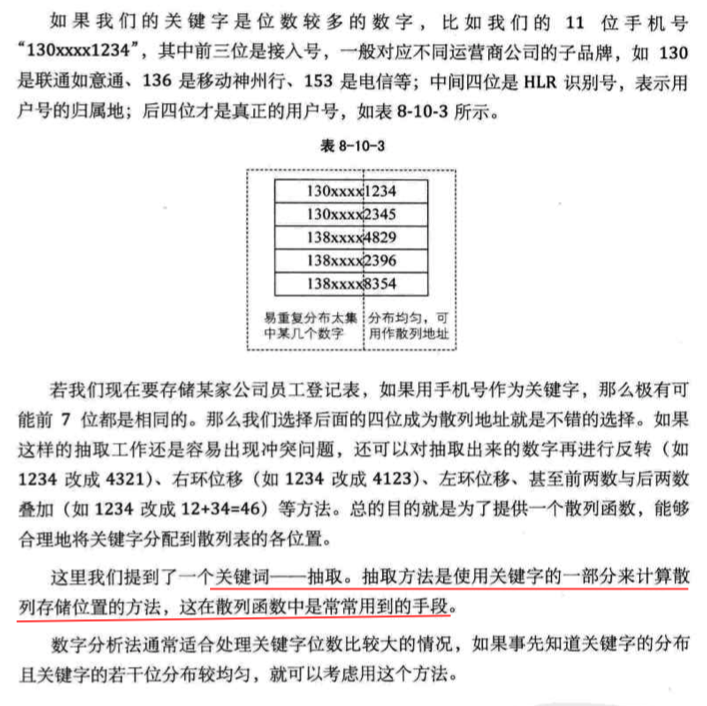 如果我们的关键字是位数较多的数字，比如我们的 11 位手机号
“130xxxx1234”，其中前三位是接入号，一般对应不同运营商公司的子品牌，如 130
是联通如意通、136 是移动神州行、153 是电信等；中间四位是 HLR 识别号，表示用
户号的归属地；后四位才是真正的用户号，如表 8-10-3 所示。
表 8-10-3
130xxxx1234
130xxxx2345
138xxxx4829
138xxxx2396
138xxxx8354
易重复分布太集
中某几个数字
分布均匀，可
用作散列地址
若我们现在要存储某家公司员工登记表，如果用手机号作为关键字，那么极有可
能前 7 位都是相同的。那么我们选择后面的四位成为散列地址就是不错的选择。如果
这样的抽取工作还是容易出现冲突问题，还可以对抽取出来的数字再进行反转（如
1234 改成 4321）、右环位移（如 1234 改成 4123）、左环位移、甚至前两数与后两数
叠加（如 1234 改成 12+34=46）等方法。总的目的就是为了提供一个散列函数，能够
合理地将关键字分配到散列表的各位置。
这里我们提到了一个关键词——抽取。抽取方法是使用关键字的一部分来计算散
列存储位置的方法，这在散列函数中是常常用到的手段。
数字分析法通常适合处理关键字位数比较大的情况，如果事先知道关键字的分布
且关键字的若干位分布较均匀，就可以考虑用这个方法。